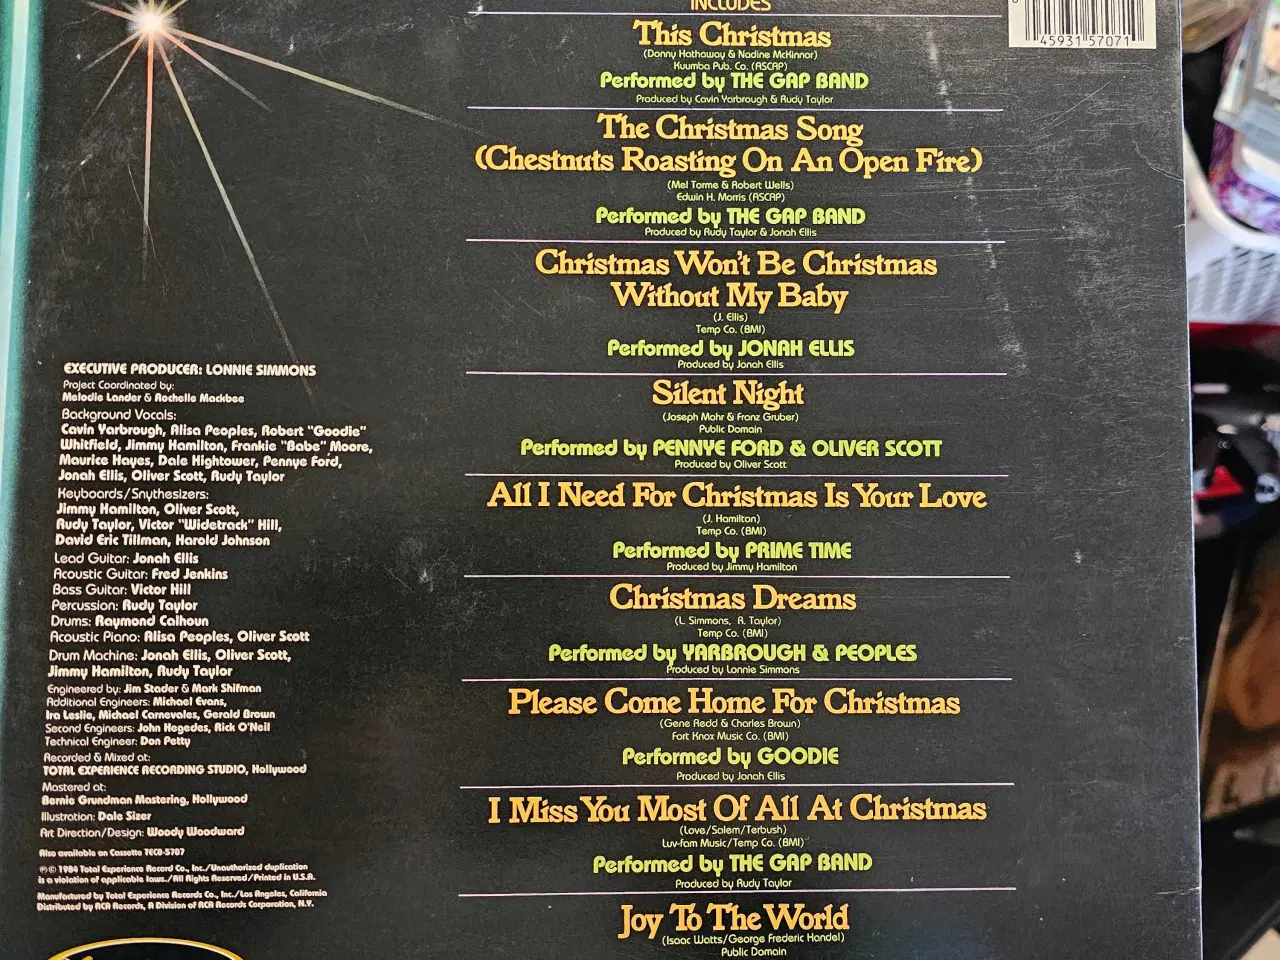 INCLUDES
45931 57071
This Christmas
(Donny Hathaway & Nadine McKinnor)
Kuumba Pub. Co. (ASCAP)
Performed by THE GAP BAND
Produced by Cavin Yarbrough & Rudy Taylor
The Christmas Song
(Chestnuts Roasting On An Open Fire)
(Mel Torme & Robert Wells)
Edwin H. Morris (ASCAP)
Performed by THE GAP BAND
Produced by Rudy Taylor & Jonah Ellis
Christmas Won't Be Christmas
Without My Baby
(J. Ellis)
Temp Co. (BMI)
Performed by JONAH ELLIS
Produced by Jonah Ellis
Silent Night
(Joseph Mohr & Franz Gruber)
Public Domain
Performed by PENNYE FORD & OLIVER SCOTT
Produced by Oliver Scott
All I Need For Christmas Is Your Love
(J. Hamilton)
Temp Co. (BMI)
Performed by PRIME TIME
Produced by Jimmy Hamilton
Christmas Dreams
(L. Simmons, R. Taylor)
Temp Co. (BMI)
Performed by YARBROUGH & PEOPLES
Produced by Lonnie Simmons
Please Come Home For Christmas
(Gene Redd & Charles Brown)
Fort Knox Music Co. (BMI)
Performed by GOODIE
Produced by Jonah Ellis
I Miss You Most Of All At Christmas
(Love/Salem/Terbush)
Luv-fam Music/Temp Co. (BMI)
Performed by THE GAP BAND
Produced by Rudy Taylor
Joy To The World
(Isaac Watts/George Frederic Handel)
Public Domain
EXECUTIVE PRODUCER: LONNIE SIMMONS
Project Coordinated by:
Melodie Lander & Rochelle Mackbee
Background Vocals:
Cavin Yarbrough, Alisa Peoples, Robert "Goodie"
Whitfield, Jimmy Hamilton, Frankie "Babe" Moore,
Maurice Hayes, Dale Hightower, Pennye Ford,
Jonah Ellis, Oliver Scott, Rudy Taylor
Keyboards/Snythesizers:
Jimmy Hamilton, Oliver Scott,
Rudy Taylor, Victor "Widetrack" Hill,
David Eric Tillman, Harold Johnson
Lead Guitar: Jonah Ellis
Acoustic Guitar: Fred Jenkins
Bass Guitar: Victor Hill
Percussion: Rudy Taylor
Drums: Raymond Calhoun
Acoustic Piano: Alisa Peoples, Oliver Scott
Drum Machine: Jonah Ellis, Oliver Scott,
Jimmy Hamilton, Rudy Taylor
Engineered by: Jim Stader & Mark Shifman
Additional Engineers: Michael Evans,
Ira Leslie, Michael Carnevales, Gerald Brown
Second Engineers: John Hegedes, Rick O'Neil
Technical Engineer: Don Petty
Recorded & Mixed at:
TOTAL EXPERIENCE RECORDING STUDIO, Hollywood
Mastered at:
Bernie Grundman Mastering, Hollywood
Illustration: Dale Sizer
Art Direction/Design: Woody Woodward
Also available on Cassette TEC8-5707
℗© 1984 Total Experience Record Co., Inc./Unauthorized duplication
is a violation of applicable laws./All Rights Reserved/Printed in U.S.A.
Manufactured by Total Experience Records Co., Inc./Los Angeles, California
Distributed by RCA Records, A Division of RCA Records Corporation, N.Y.